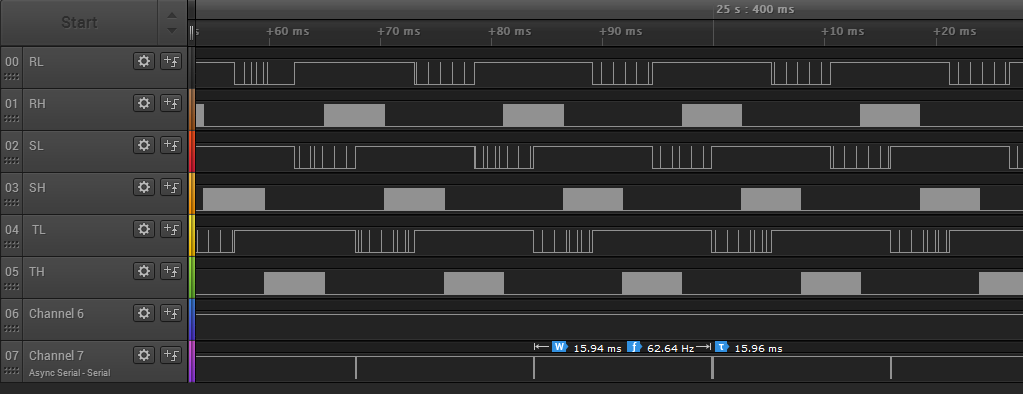 Start
25 s : 400 ms
s +60 ms +70 ms +80 ms +90 ms +10 ms +20 ms
00 RL
01 RH
02 SL
03 SH
04 TL
05 TH
06 Channel 6
07 Channel 7
Async Serial - Serial
W 15.94 ms f 62.64 Hz τ 15.96 ms